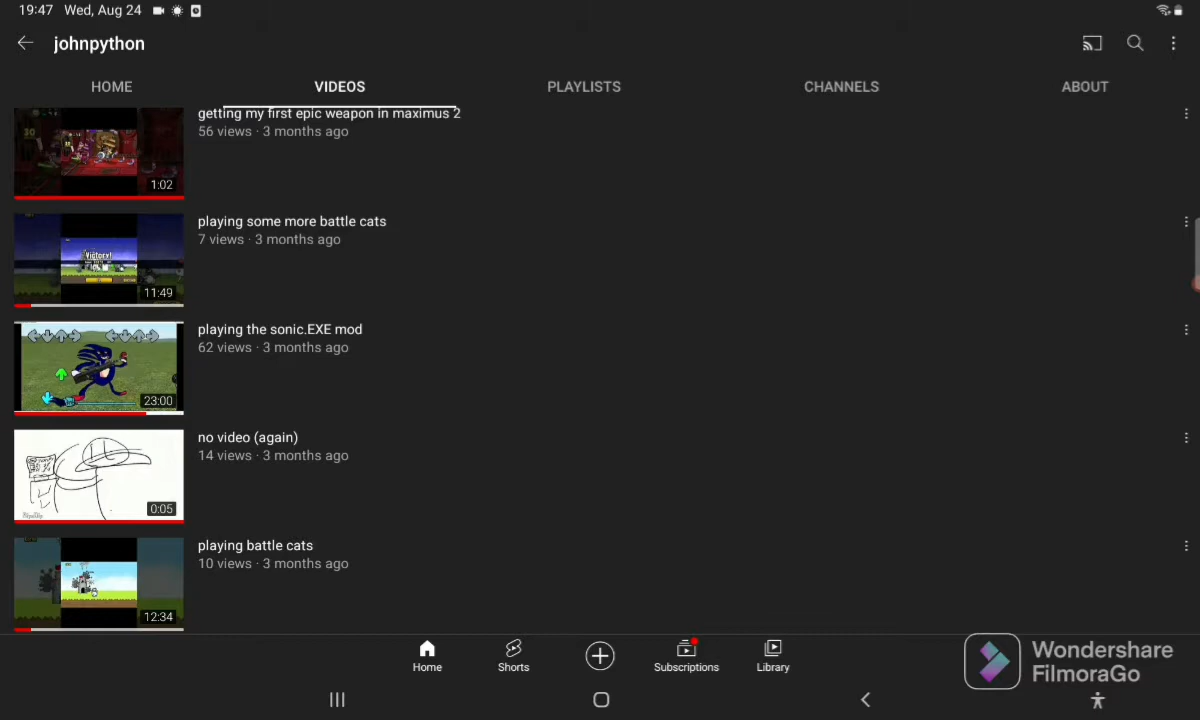 19:47 Wed, Aug 24
johnpython
HOME VIDEOS PLAYLISTS CHANNELS ABOUT
getting my first epic weapon in maximus 2
56 views · 3 months ago
1:02
playing some more battle cats
7 views · 3 months ago
Victory!
11:49
playing the sonic.EXE mod
62 views · 3 months ago
23:00
no video (again)
14 views · 3 months ago
0:05
playing battle cats
10 views · 3 months ago
12:34
Home Shorts Subscriptions Library
Wondershare
FilmoraGo